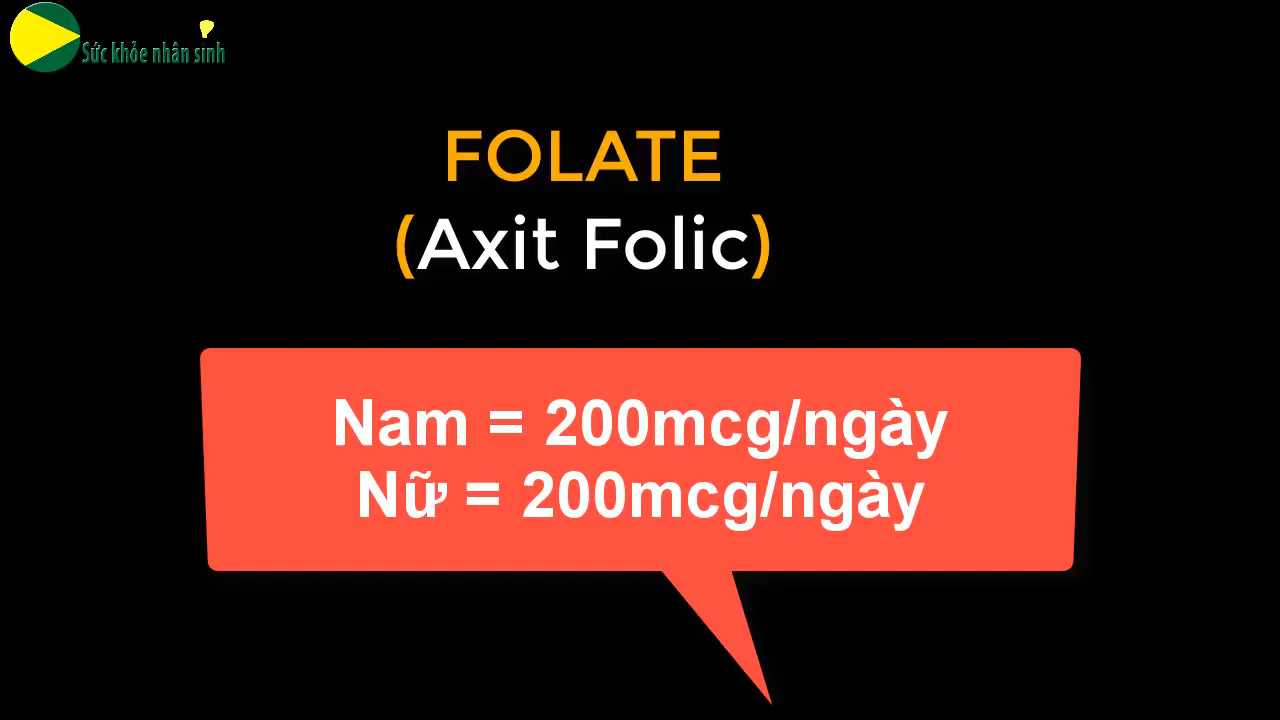 Sức khỏe nhân sinh
FOLATE
(Axit Folic)
Nam = 200mcg/ngày
Nữ = 200mcg/ngày